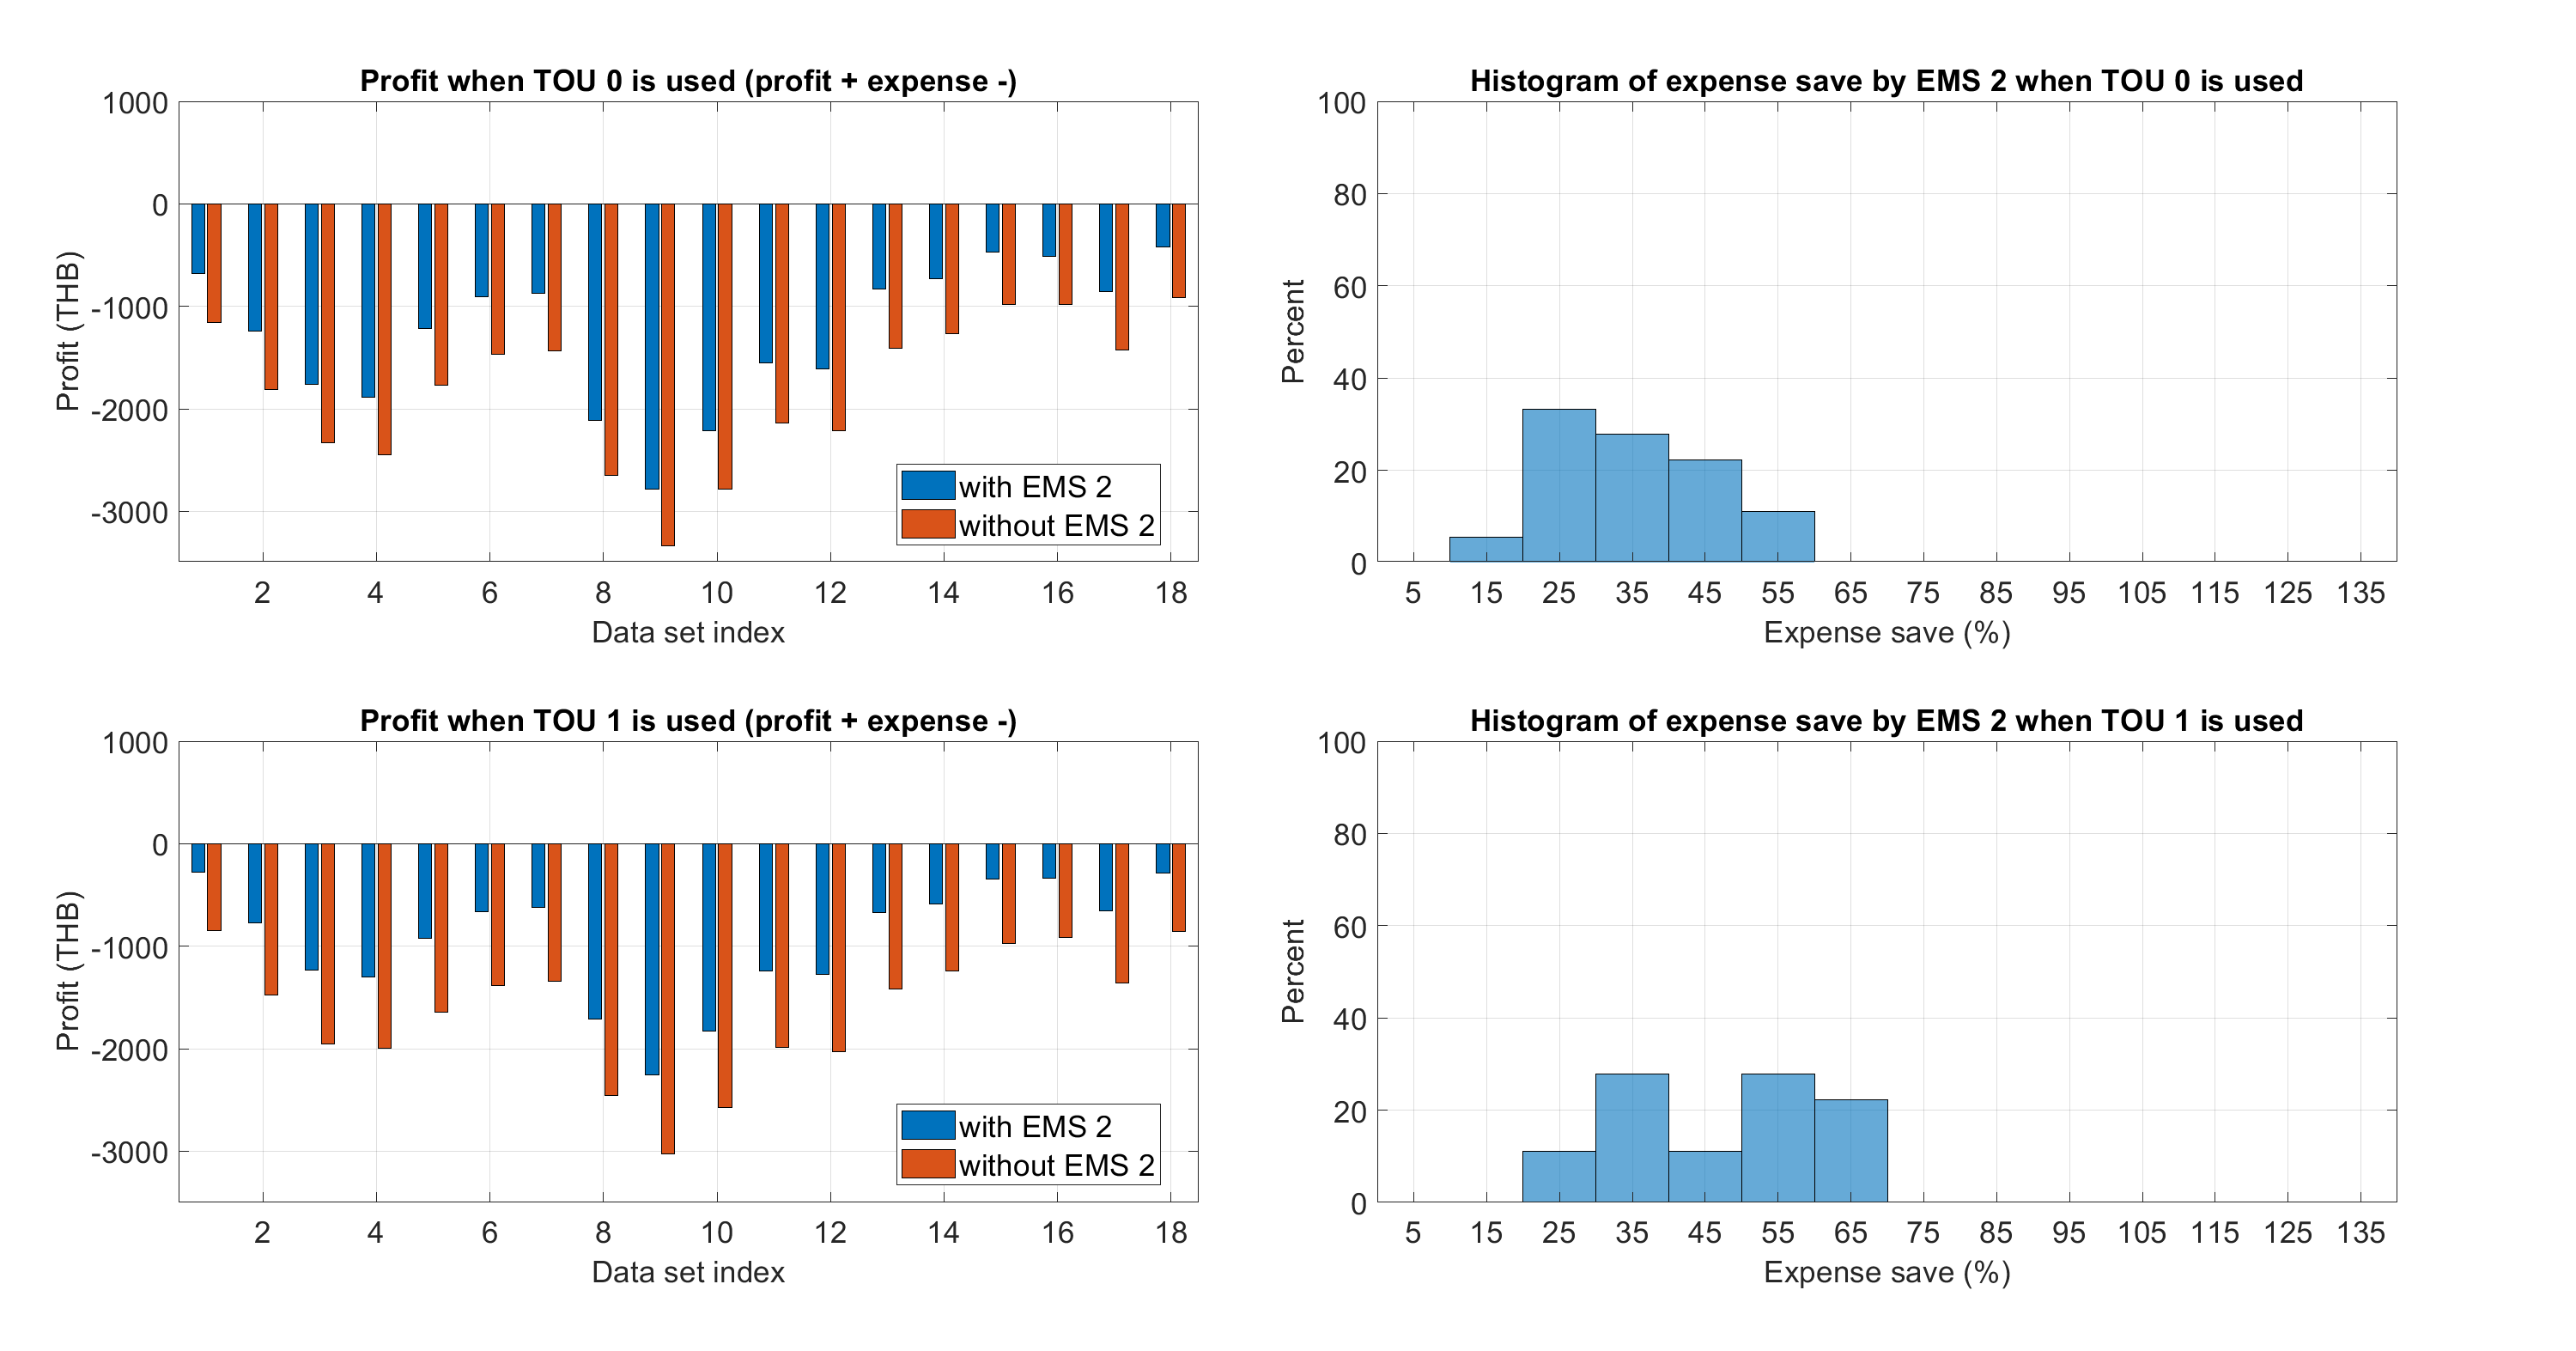 Profit when TOU 0 is used (profit + expense -)
1000
0
-1000
-2000
-3000
Profit (THB)
with EMS 2
without EMS 2
2 4 6 8 10 12 14 16 18
Data set index
Histogram of expense save by EMS 2 when TOU 0 is used
100
80
60
40
20
0
Percent
5 15 25 35 45 55 65 75 85 95 105 115 125 135
Expense save (%)
Profit when TOU 1 is used (profit + expense -)
1000
0
-1000
-2000
-3000
Profit (THB)
with EMS 2
without EMS 2
2 4 6 8 10 12 14 16 18
Data set index
Histogram of expense save by EMS 2 when TOU 1 is used
100
80
60
40
20
0
Percent
5 15 25 35 45 55 65 75 85 95 105 115 125 135
Expense save (%)